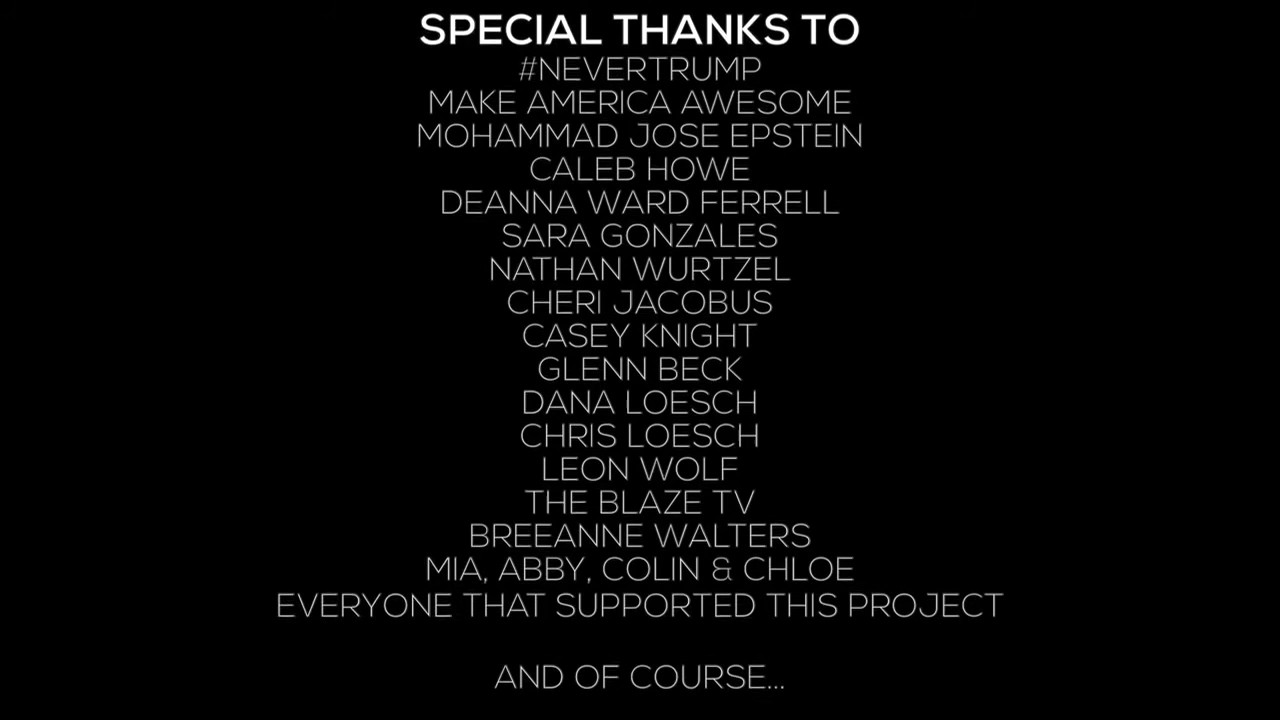 SPECIAL THANKS TO
#NEVERTRUMP
MAKE AMERICA AWESOME
MOHAMMAD JOSE EPSTEIN
CALEB HOWE
DEANNA WARD FERRELL
SARA GONZALES
NATHAN WURTZEL
CHERI JACOBUS
CASEY KNIGHT
GLENN BECK
DANA LOESCH
CHRIS LOESCH
LEON WOLF
THE BLAZE TV
BREEANNE WALTERS
MIA, ABBY, COLIN & CHLOE
EVERYONE THAT SUPPORTED THIS PROJECT
AND OF COURSE...